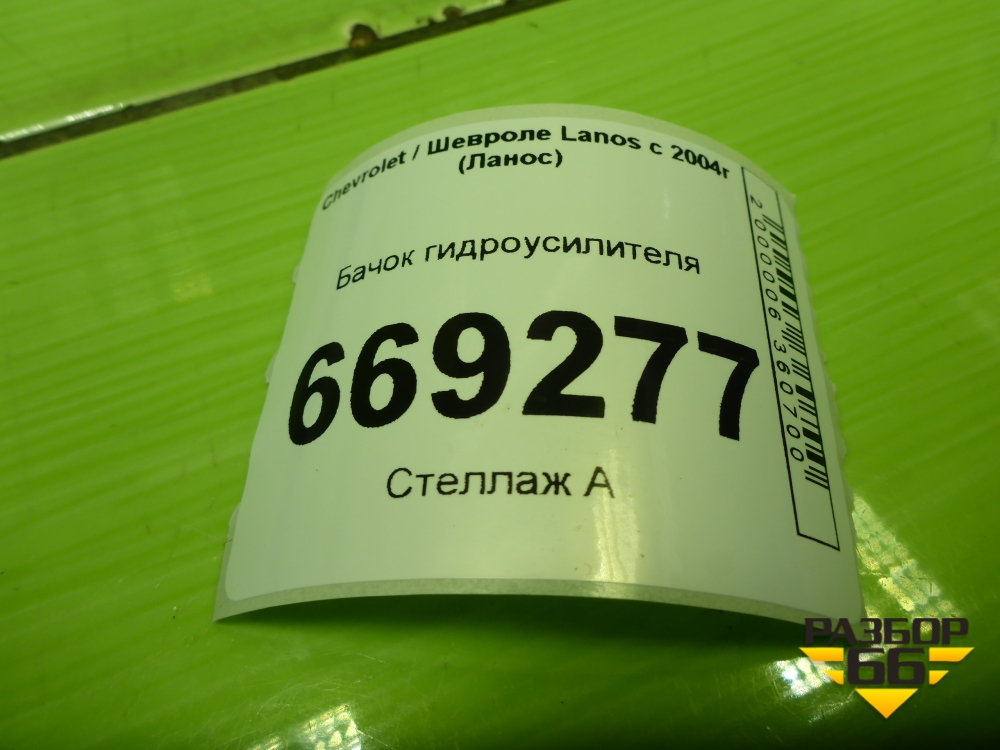 Chevrolet / Шевроле Lanos с 2004г
(Ланос)
Бачок гидроусилителя
669277
Стеллаж А
2000006360700
РАЗБОР
66